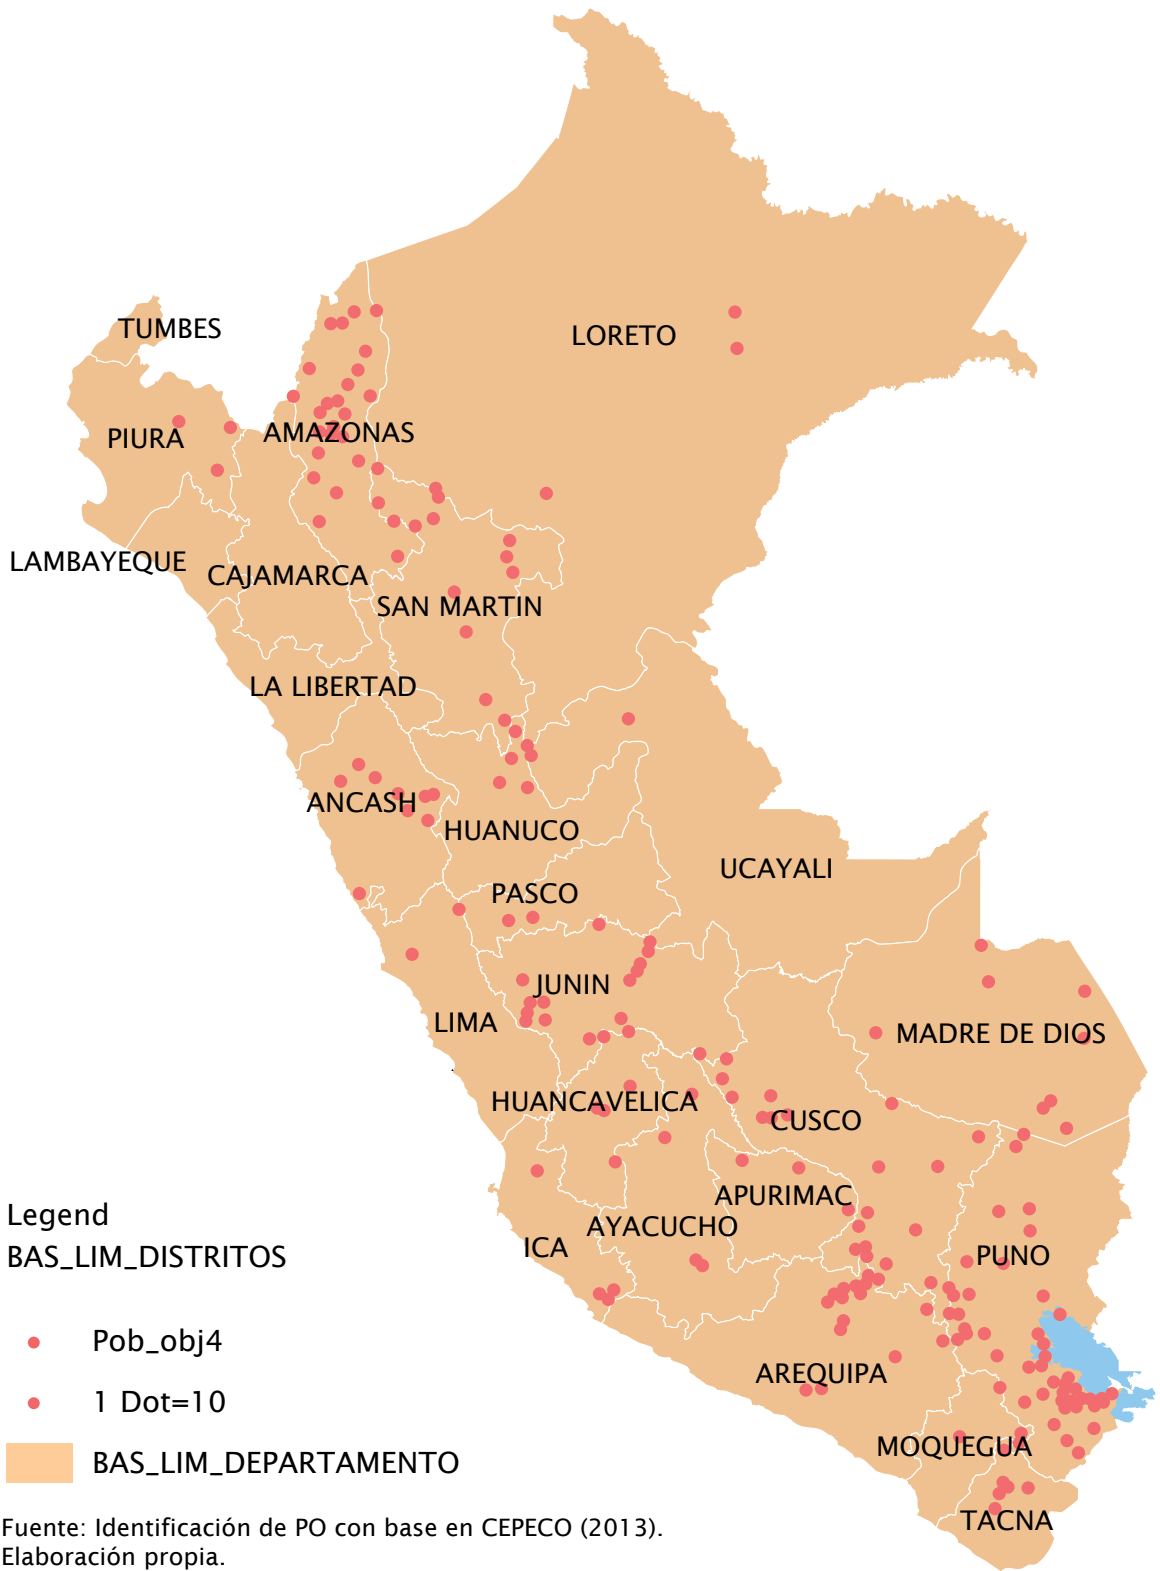 TUMBES
LORETO
PIURA
AMAZONAS
LAMBAYEQUE
CAJAMARCA
SAN MARTIN
LA LIBERTAD
ANCASH
HUANUCO
UCAYALI
PASCO
JUNIN
LIMA
MADRE DE DIOS
HUANCAVELICA
CUSCO
APURIMAC
AYACUCHO
ICA
PUNO
AREQUIPA
MOQUEGUA
TACNA
Legend
BAS_LIM_DISTRITOS
Pob_obj4
1 Dot=10
BAS_LIM_DEPARTAMENTO
Fuente: Identificación de PO con base en CEPECO (2013).
Elaboración propia.